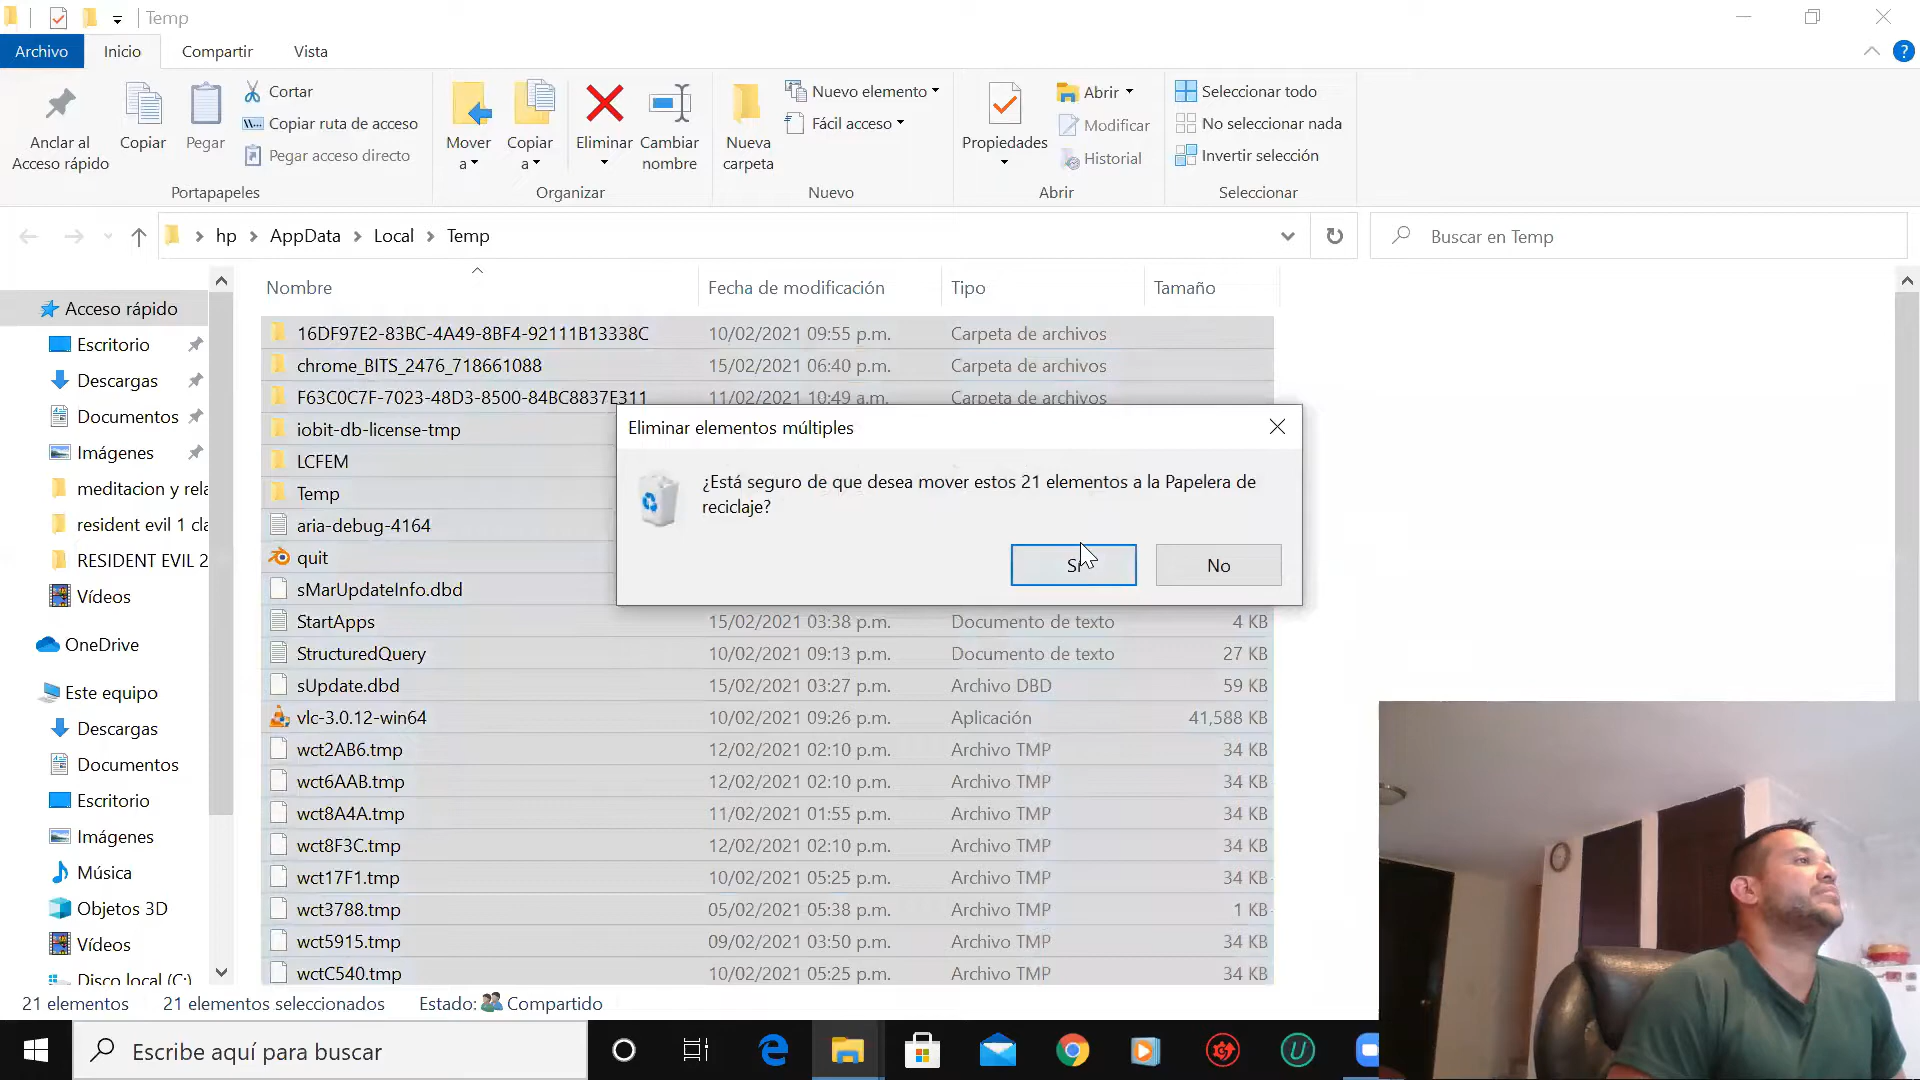 Temp
Archivo Inicio Compartir Vista
Anclar al
Acceso rápido
Copiar
Pegar
Cortar
Copiar ruta de acceso
Pegar acceso directo
Portapapeles
Mover
a
Copiar
a
Eliminar
Cambiar
nombre
Organizar
Nueva
carpeta
Nuevo elemento
Fácil acceso
Nuevo
Propiedades
Abrir
Modificar
Historial
Abrir
Seleccionar todo
No seleccionar nada
Invertir selección
Seleccionar
hp AppData Local Temp
Buscar en Temp
Acceso rápido
Escritorio
Descargas
Documentos
Imágenes
meditacion y rela
resident evil 1 cla
RESIDENT EVIL 2
Vídeos
OneDrive
Este equipo
Descargas
Documentos
Escritorio
Imágenes
Música
Objetos 3D
Vídeos
Disco local (C:)
Nombre Fecha de modificación Tipo Tamaño
16DF97E2-83BC-4A49-8BF4-92111B13338C 10/02/2021 09:55 p.m. Carpeta de archivos
chrome_BITS_2476_718661088 15/02/2021 06:40 p.m. Carpeta de archivos
F63C0C7F-7023-48D3-8500-84BC8837E311 11/02/2021 10:49 a.m. Carpeta de archivos
iobit-db-license-tmp
LCFEM
Temp
aria-debug-4164
quit
sMarUpdateInfo.dbd
StartApps 15/02/2021 03:38 p.m. Documento de texto 4 KB
StructuredQuery 10/02/2021 09:13 p.m. Documento de texto 27 KB
sUpdate.dbd 15/02/2021 03:27 p.m. Archivo DBD 59 KB
vlc-3.0.12-win64 10/02/2021 09:26 p.m. Aplicación 41,588 KB
wct2AB6.tmp 12/02/2021 02:10 p.m. Archivo TMP 34 KB
wct6AAB.tmp 12/02/2021 02:10 p.m. Archivo TMP 34 KB
wct8A4A.tmp 11/02/2021 01:55 p.m. Archivo TMP 34 KB
wct8F3C.tmp 12/02/2021 02:10 p.m. Archivo TMP 34 KB
wct17F1.tmp 10/02/2021 05:25 p.m. Archivo TMP 34 KB
wct3788.tmp 05/02/2021 05:38 p.m. Archivo TMP 1 KB
wct5915.tmp 09/02/2021 03:50 p.m. Archivo TMP 34 KB
wctC540.tmp 10/02/2021 05:25 p.m. Archivo TMP 34 KB
Eliminar elementos múltiples
¿Está seguro de que desea mover estos 21 elementos a la Papelera de
reciclaje?
Sí No
21 elementos 21 elementos seleccionados Estado: Compartido
Escribe aquí para buscar